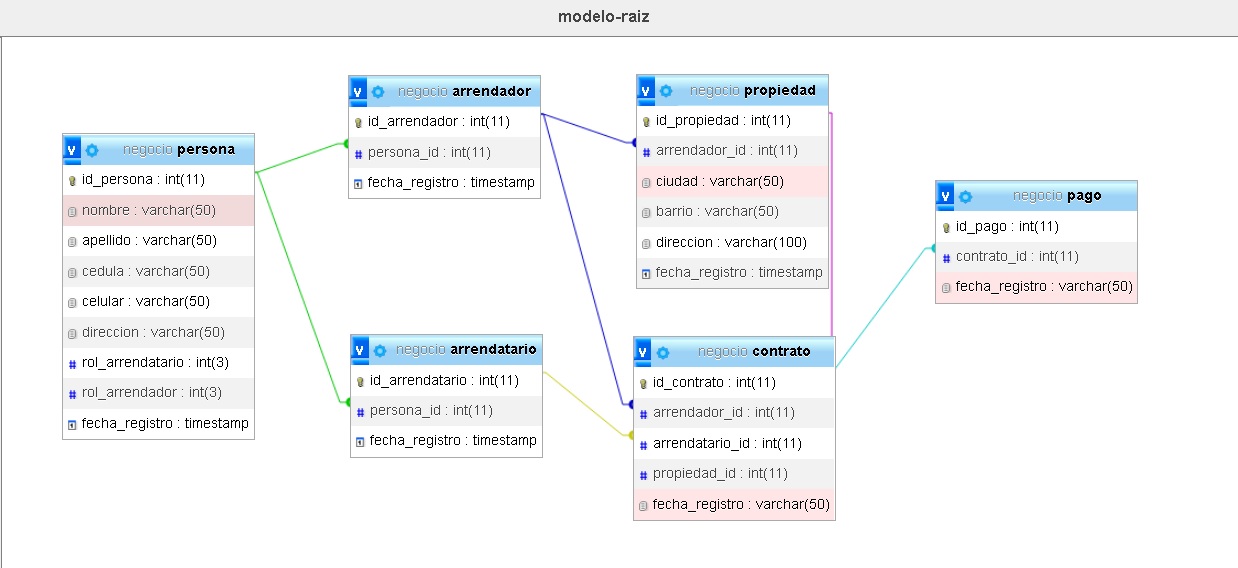 modelo-raiz
negocio persona
id_persona : int(11)
nombre : varchar(50)
apellido : varchar(50)
cedula : varchar(50)
celular : varchar(50)
direccion : varchar(50)
rol_arrendatario : int(3)
rol_arrendador : int(3)
fecha_registro : timestamp
negocio arrendador
id_arrendador : int(11)
persona_id : int(11)
fecha_registro : timestamp
negocio arrendatario
id_arrendatario : int(11)
persona_id : int(11)
fecha_registro : timestamp
negocio propiedad
id_propiedad : int(11)
arrendador_id : int(11)
ciudad : varchar(50)
barrio : varchar(50)
direccion : varchar(100)
fecha_registro : timestamp
negocio contrato
id_contrato : int(11)
arrendador_id : int(11)
arrendatario_id : int(11)
propiedad_id : int(11)
fecha_registro : varchar(50)
negocio pago
id_pago : int(11)
contrato_id : int(11)
fecha_registro : varchar(50)